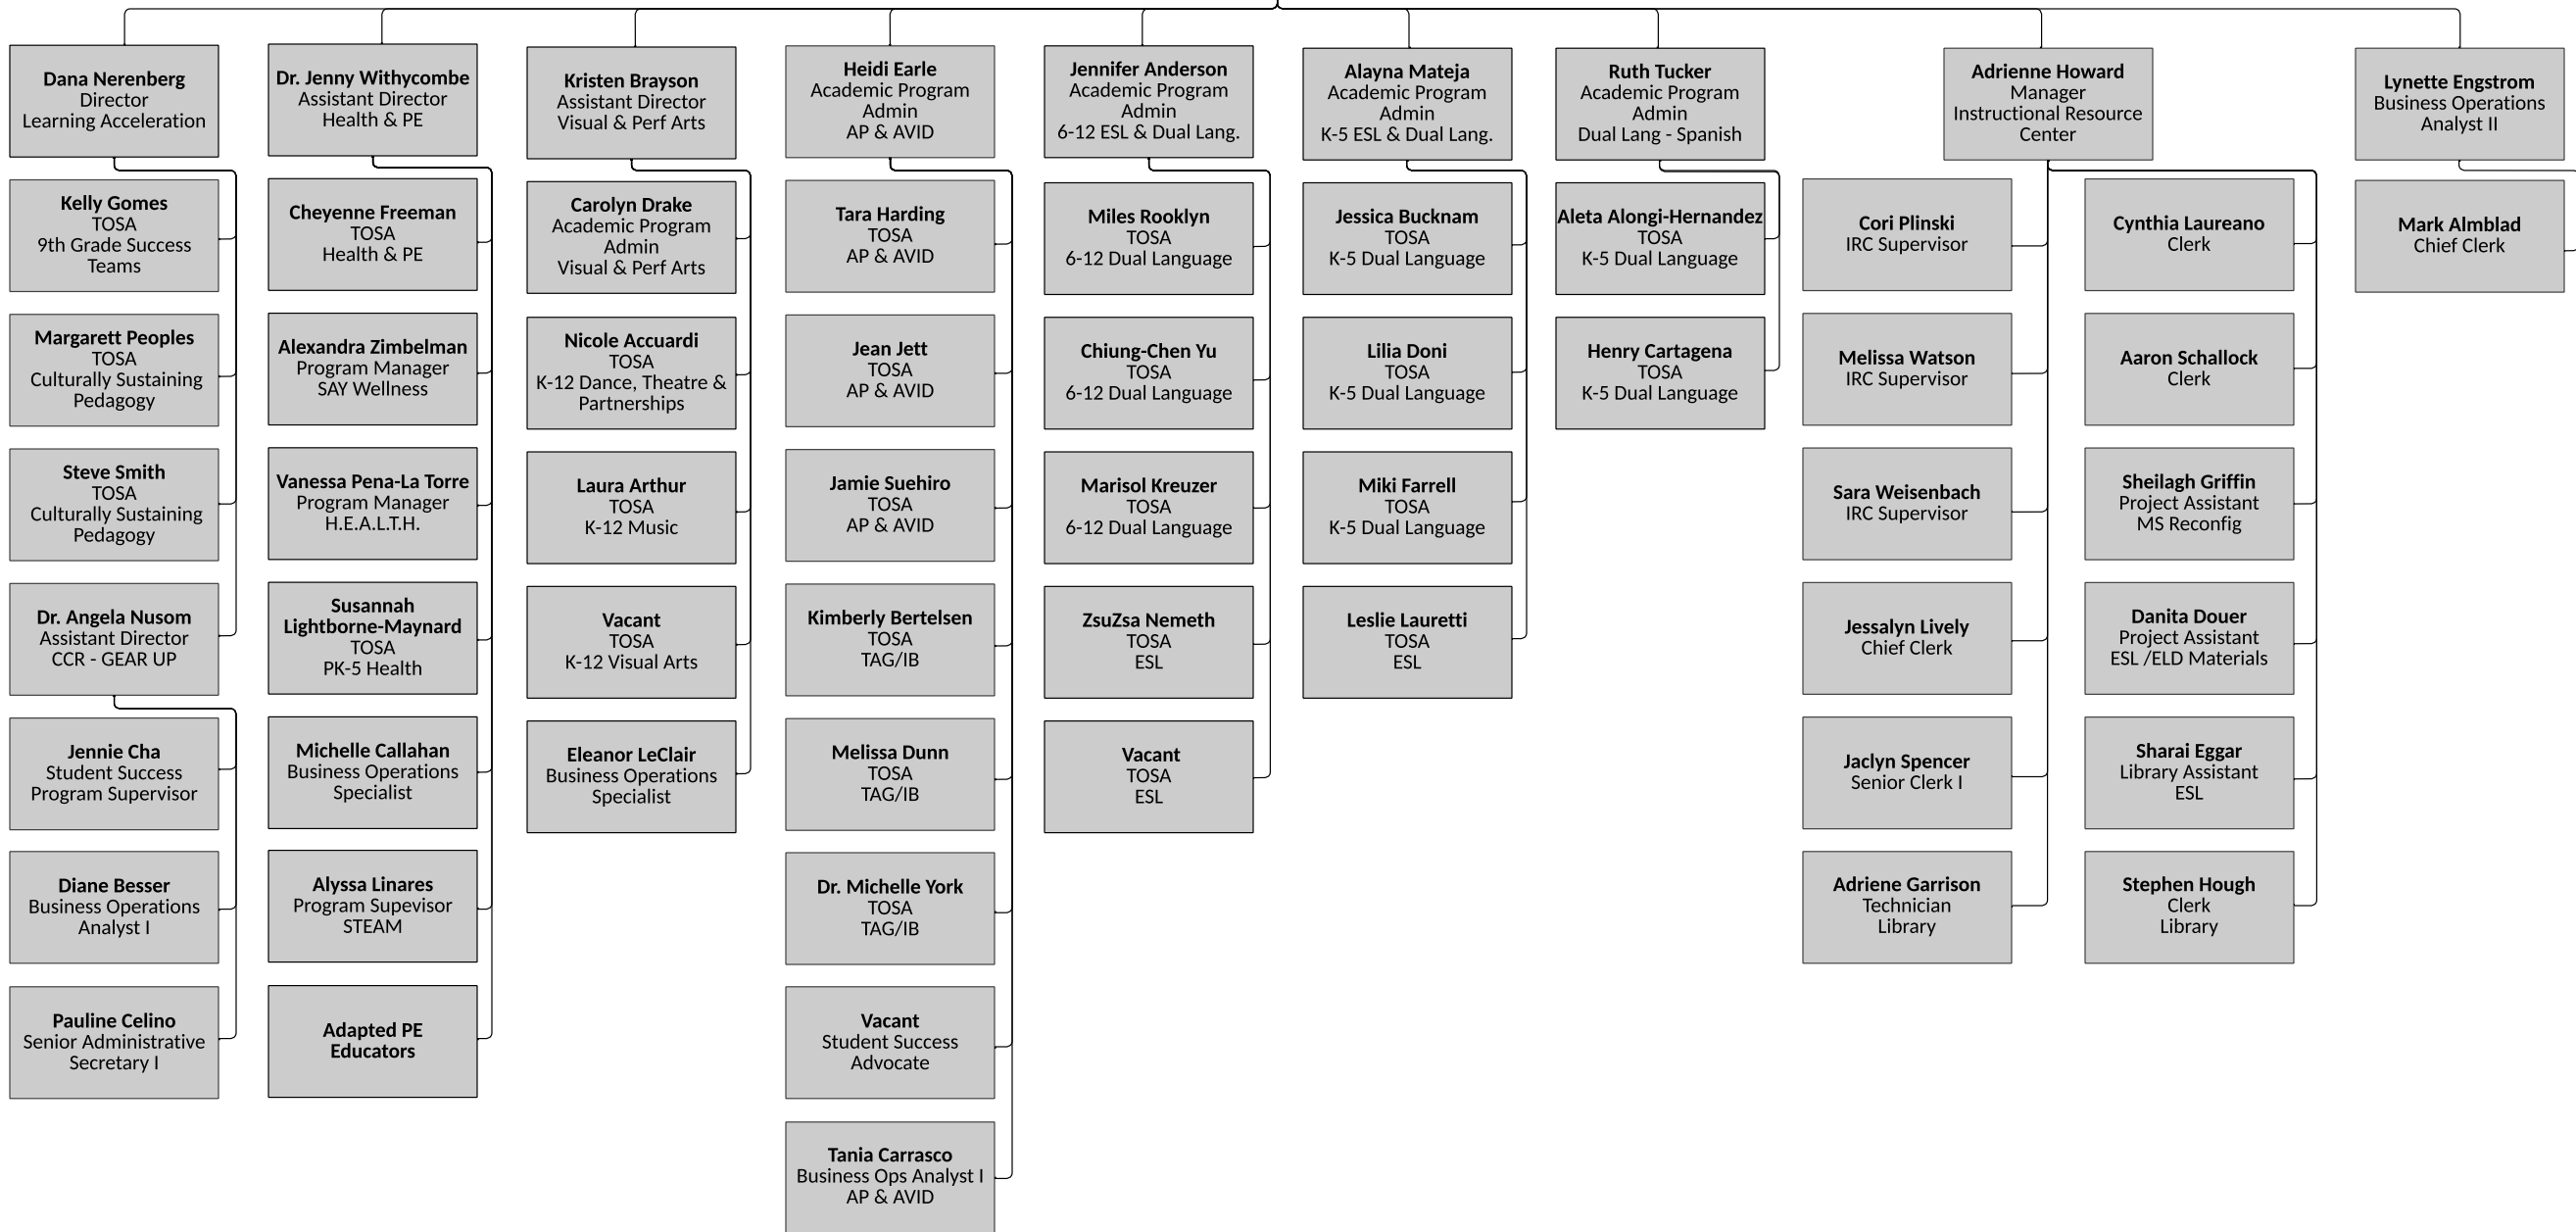 Dana Nerenberg
Director
Learning Acceleration
Kelly Gomes
TOSA
9th Grade Success
Teams
Margarett Peoples
TOSA
Culturally Sustaining
Pedagogy
Steve Smith
TOSA
Culturally Sustaining
Pedagogy
Dr. Angela Nusom
Assistant Director
CCR - GEAR UP
Jennie Cha
Student Success
Program Supervisor
Diane Besser
Business Operations
Analyst I
Pauline Celino
Senior Administrative
Secretary I
Dr. Jenny Withycombe
Assistant Director
Health & PE
Cheyenne Freeman
TOSA
Health & PE
Alexandra Zimbelman
Program Manager
SAY Wellness
Vanessa Pena-La Torre
Program Manager
H.E.A.L.T.H.
Susannah
Lightborne-Maynard
TOSA
PK-5 Health
Michelle Callahan
Business Operations
Specialist
Alyssa Linares
Program Supevisor
STEAM
Adapted PE
Educators
Kristen Brayson
Assistant Director
Visual & Perf Arts
Carolyn Drake
Academic Program
Admin
Visual & Perf Arts
Nicole Accuardi
TOSA
K-12 Dance, Theatre &
Partnerships
Laura Arthur
TOSA
K-12 Music
Vacant
TOSA
K-12 Visual Arts
Eleanor LeClair
Business Operations
Specialist
Heidi Earle
Academic Program
Admin
AP & AVID
Tara Harding
TOSA
AP & AVID
Jean Jett
TOSA
AP & AVID
Jamie Suehiro
TOSA
AP & AVID
Kimberly Bertelsen
TOSA
TAG/IB
Melissa Dunn
TOSA
TAG/IB
Dr. Michelle York
TOSA
TAG/IB
Vacant
Student Success
Advocate
Tania Carrasco
Business Ops Analyst I
AP & AVID
Jennifer Anderson
Academic Program
Admin
6-12 ESL & Dual Lang.
Miles Rooklyn
TOSA
6-12 Dual Language
Chiung-Chen Yu
TOSA
6-12 Dual Language
Marisol Kreuzer
TOSA
6-12 Dual Language
ZsuZsa Nemeth
TOSA
ESL
Vacant
TOSA
ESL
Alayna Mateja
Academic Program
Admin
K-5 ESL & Dual Lang.
Jessica Bucknam
TOSA
K-5 Dual Language
Lilia Doni
TOSA
K-5 Dual Language
Miki Farrell
TOSA
K-5 Dual Language
Leslie Lauretti
TOSA
ESL
Ruth Tucker
Academic Program
Admin
Dual Lang - Spanish
Aleta Alongi-Hernandez
TOSA
K-5 Dual Language
Henry Cartagena
TOSA
K-5 Dual Language
Adrienne Howard
Manager
Instructional Resource
Center
Cori Plinski
IRC Supervisor
Melissa Watson
IRC Supervisor
Sara Weisenbach
IRC Supervisor
Jessalyn Lively
Chief Clerk
Jaclyn Spencer
Senior Clerk I
Adriene Garrison
Technician
Library
Cynthia Laureano
Clerk
Aaron Schallock
Clerk
Sheilagh Griffin
Project Assistant
MS Reconfig
Danita Douer
Project Assistant
ESL /ELD Materials
Sharai Eggar
Library Assistant
ESL
Stephen Hough
Clerk
Library
Lynette Engstrom
Business Operations
Analyst II
Mark Almblad
Chief Clerk